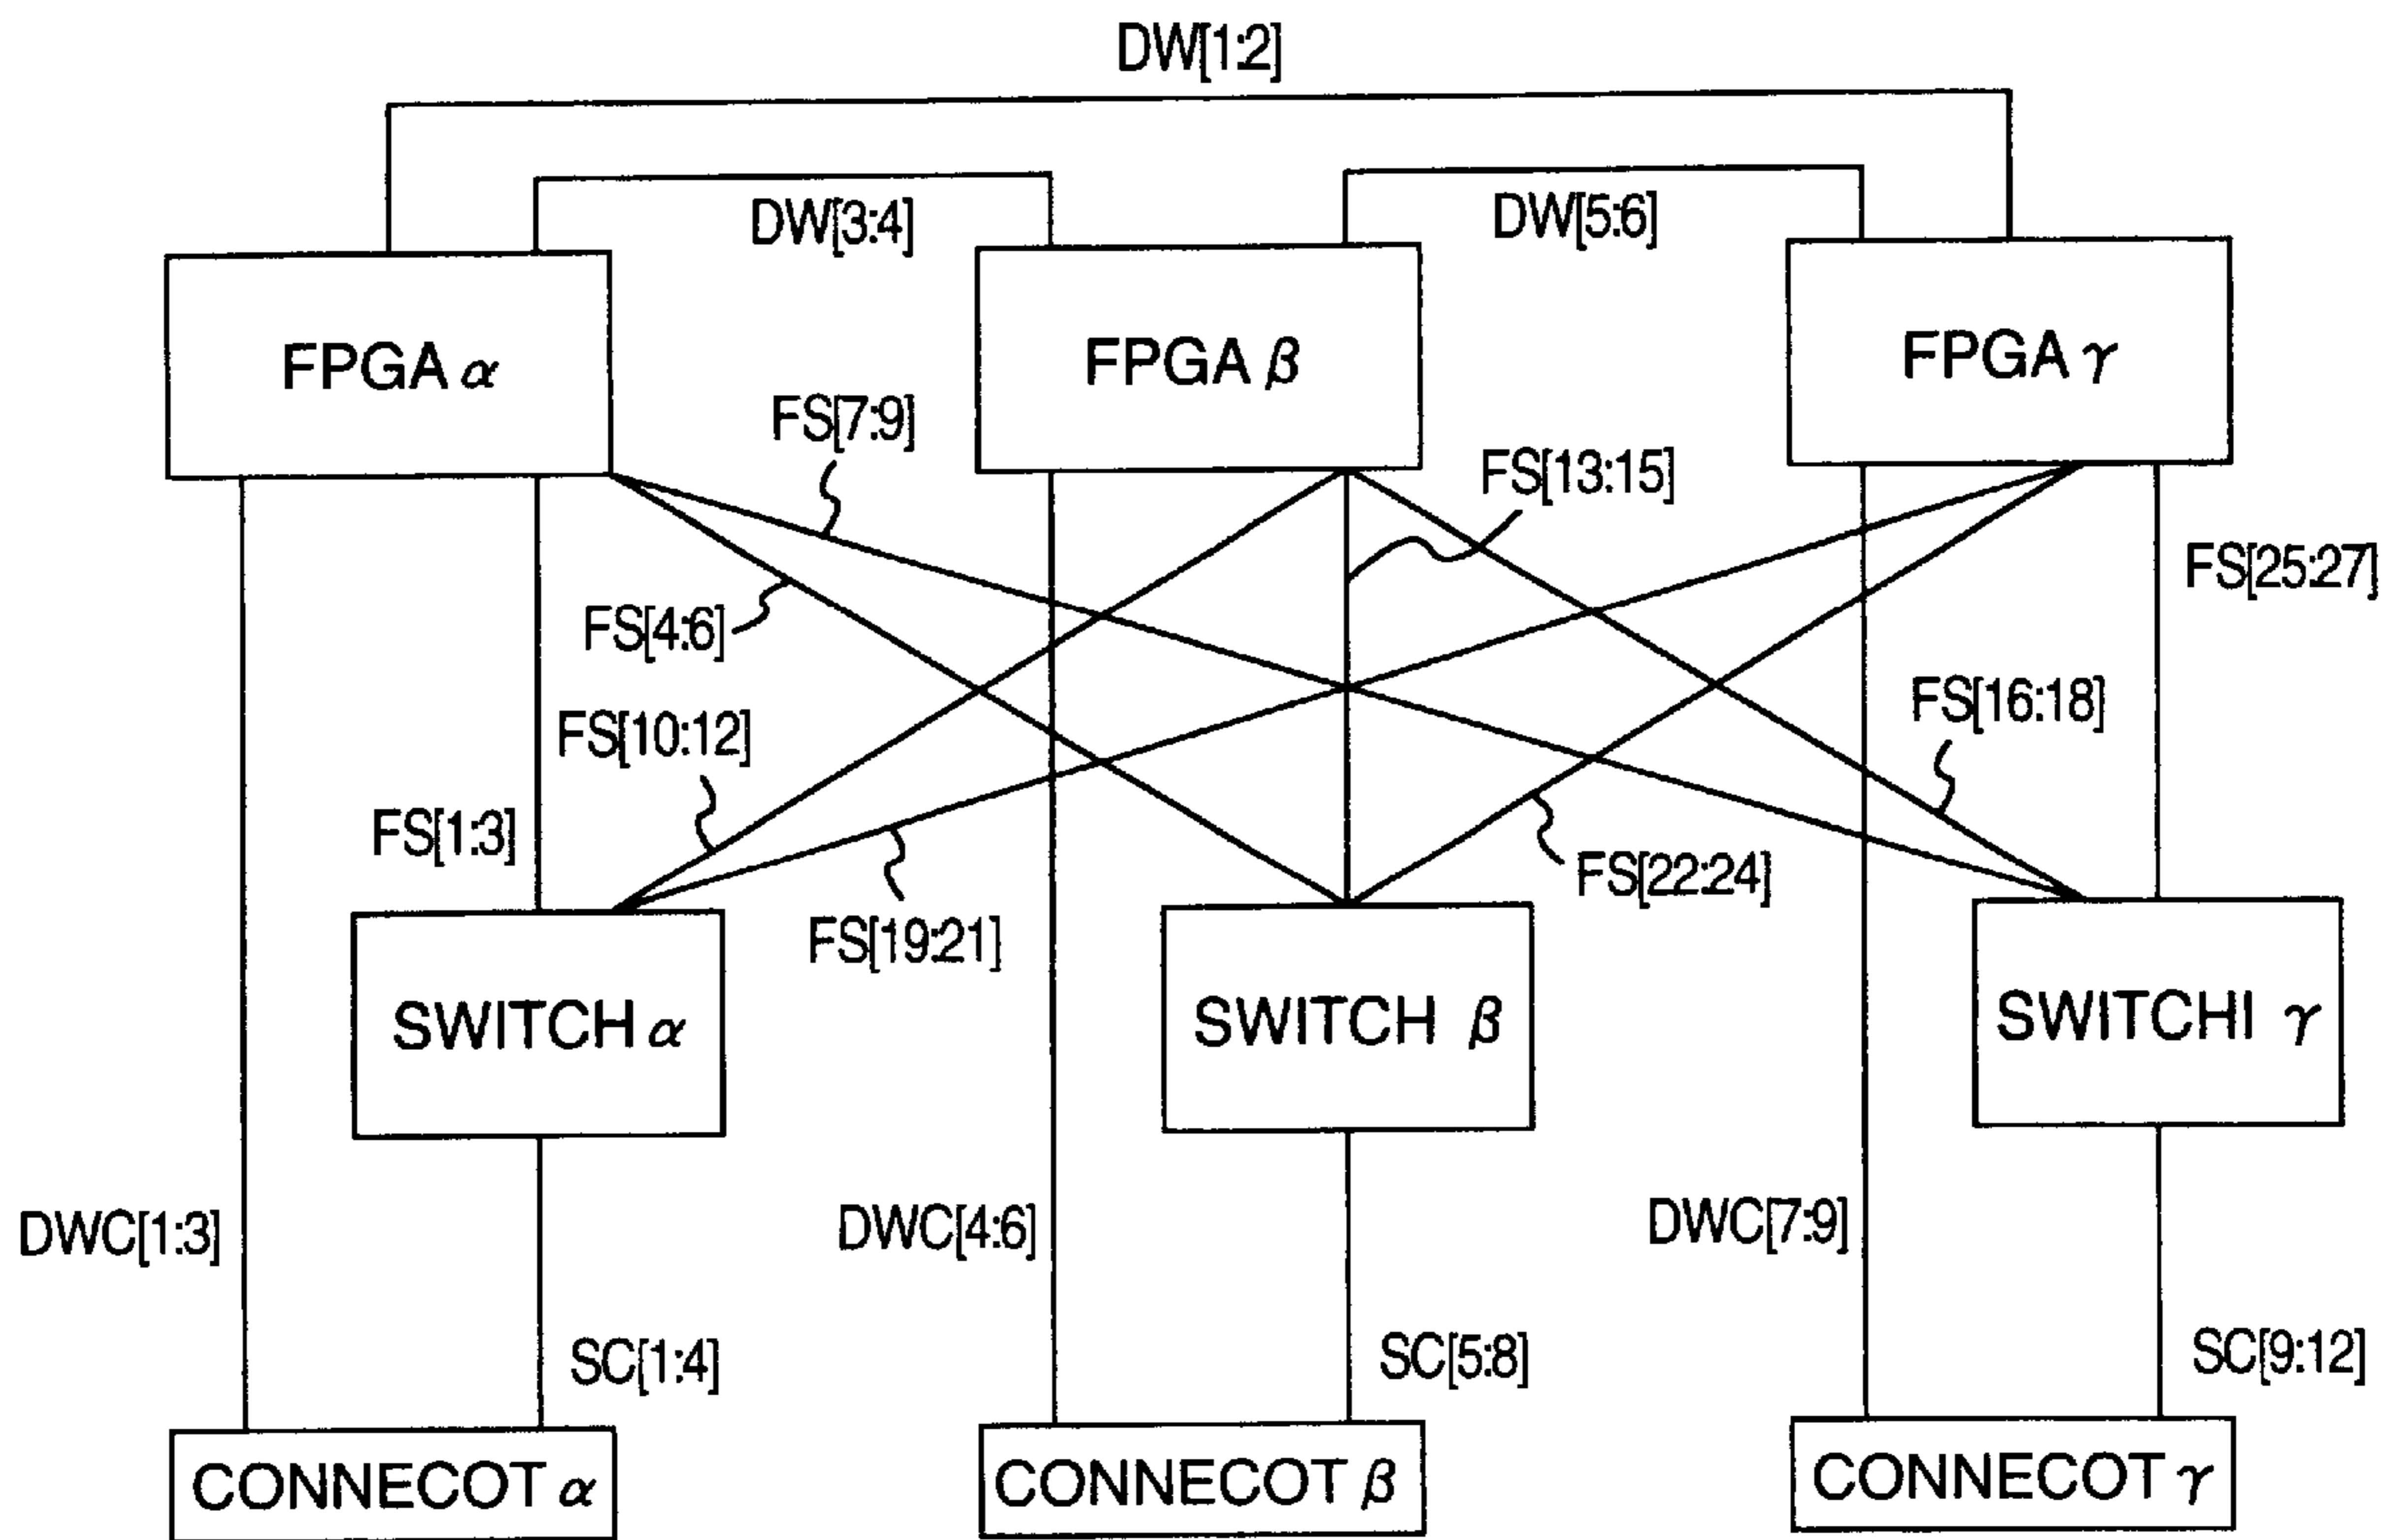 DW[1:2]
DW[3:4]
DW[5:6]
FPGA α
FPGA β
FPGA γ
FS[7:9]
FS[13:15]
FS[25:27]
FS[4:6]
FS[16:18]
FS[10:12]
FS[1:3]
FS[22:24]
FS[19:21]
SWITCH α
SWITCH β
SWITCHI γ
DWC[1:3]
DWC[4:6]
DWC[7:9]
SC[1:4]
SC[5:8]
SC[9:12]
CONNECOT α
CONNECOT β
CONNECOT γ